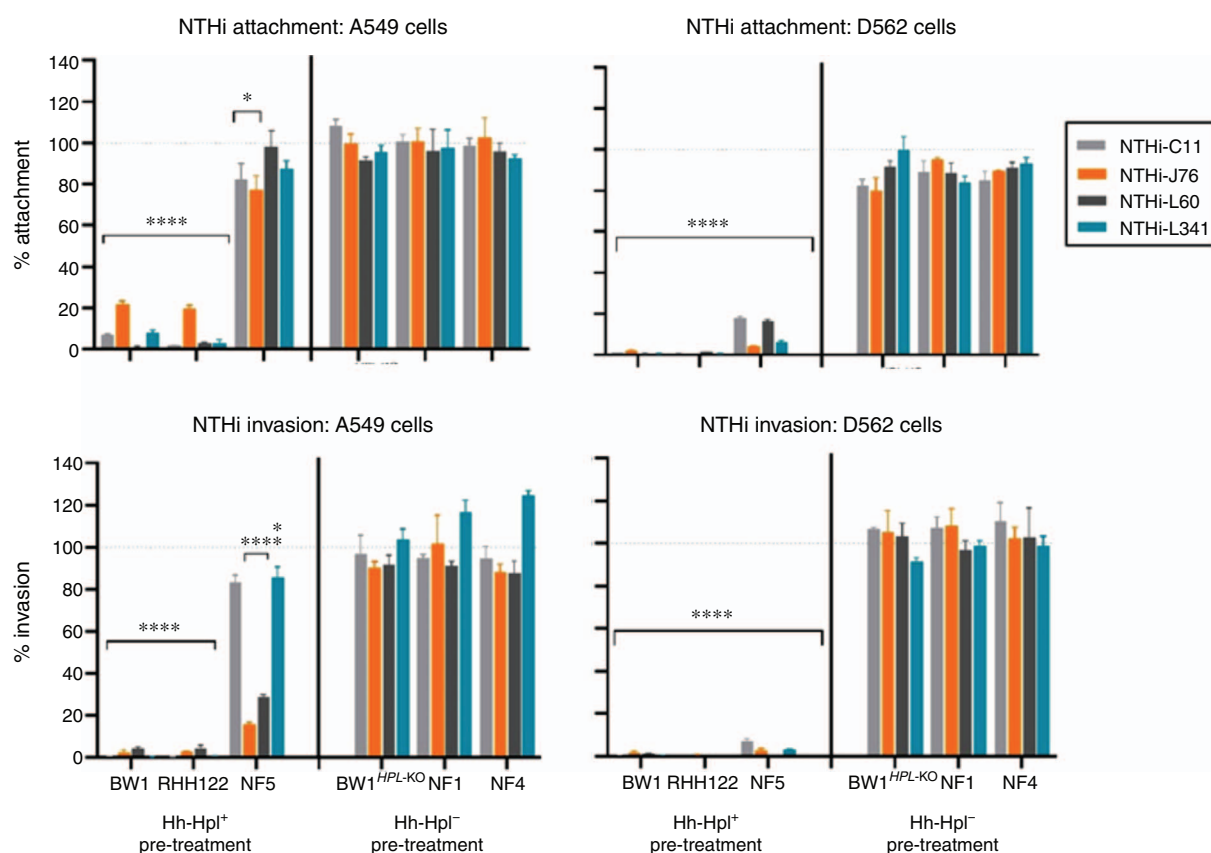 NTHi attachment: A549 cells
% attachment
140
120
100
80
60
40
20
0
*
****
NTHi attachment: D562 cells
****
NTHi-C11
NTHi-J76
NTHi-L60
NTHi-L341
NTHi invasion: A549 cells
% invasion
140
120
100
80
60
40
20
0
****
*
****
BW1 RHH122 NF5
BW1HPL-KO NF1 NF4
Hh-Hpl+
pre-treatment
Hh-Hpl−
pre-treatment
NTHi invasion: D562 cells
****
BW1 RHH122 NF5
BW1HPL-KO NF1 NF4
Hh-Hpl+
pre-treatment
Hh-Hpl−
pre-treatment